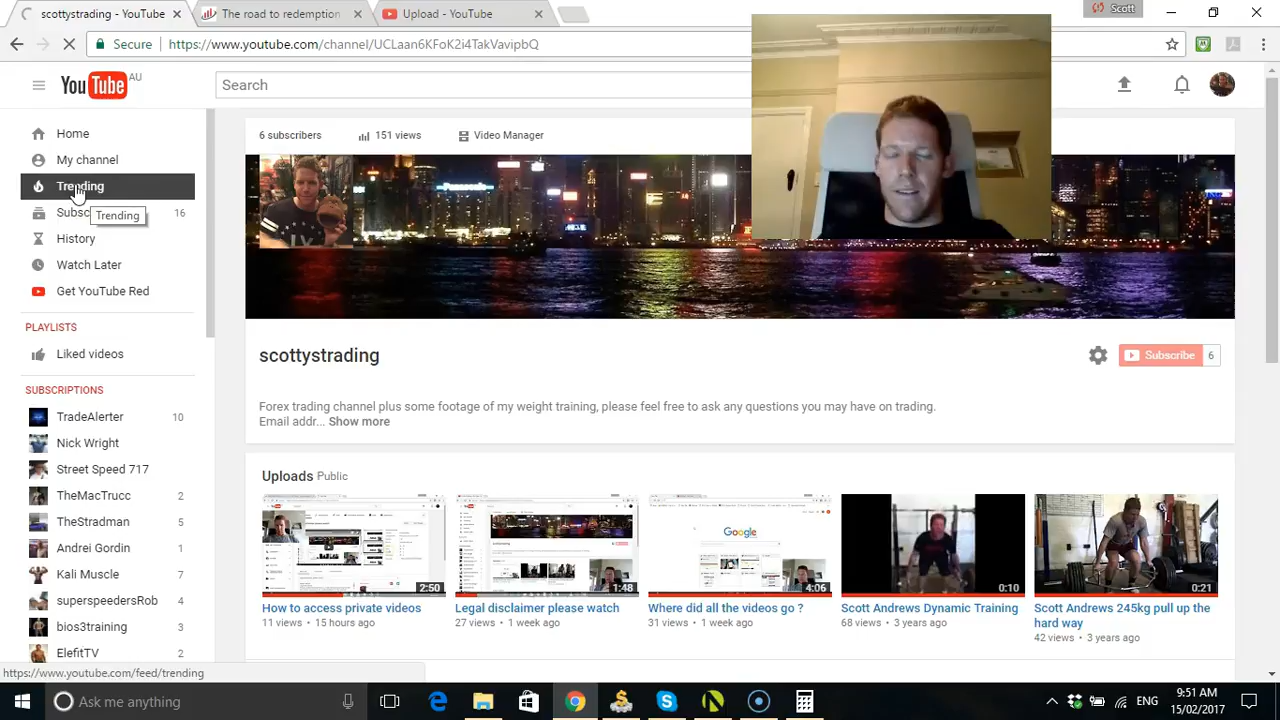 scottystrading - YouTube
The road to redemption
Upload - YouTube
Scott
Secure
https://www.youtube.com/channel/UCLaan6KFoK2i4TakVavipbQ
YouTube AU
Search
Home
My channel
Trending
Trending
Subsc
16
History
Watch Later
Get YouTube Red
PLAYLISTS
Liked videos
SUBSCRIPTIONS
TradeAlerter 10
Nick Wright
Street Speed 717
TheMacTrucc 2
TheStradman 5
Andrei Gordin 1
Kali Muscle 7
superspeedersRob 4
bios3training 3
ElefitTV 2
6 subscribers
151 views
Video Manager
scottystrading
Subscribe 6
Forex trading channel plus some footage of my weight training, please feel free to ask any questions you may have on trading.
Email addr... Show more
Uploads Public
Google
2:50
1:48
4:06
0:10
0:21
How to access private videos
11 views • 15 hours ago
Legal disclaimer please watch
27 views • 1 week ago
Where did all the videos go ?
31 views • 1 week ago
Scott Andrews Dynamic Training
68 views • 3 years ago
Scott Andrews 245kg pull up the
hard way
42 views • 3 years ago
https://www.youtube.com/feed/trending
Ask me anything
ENG
9:51 AM
15/02/2017